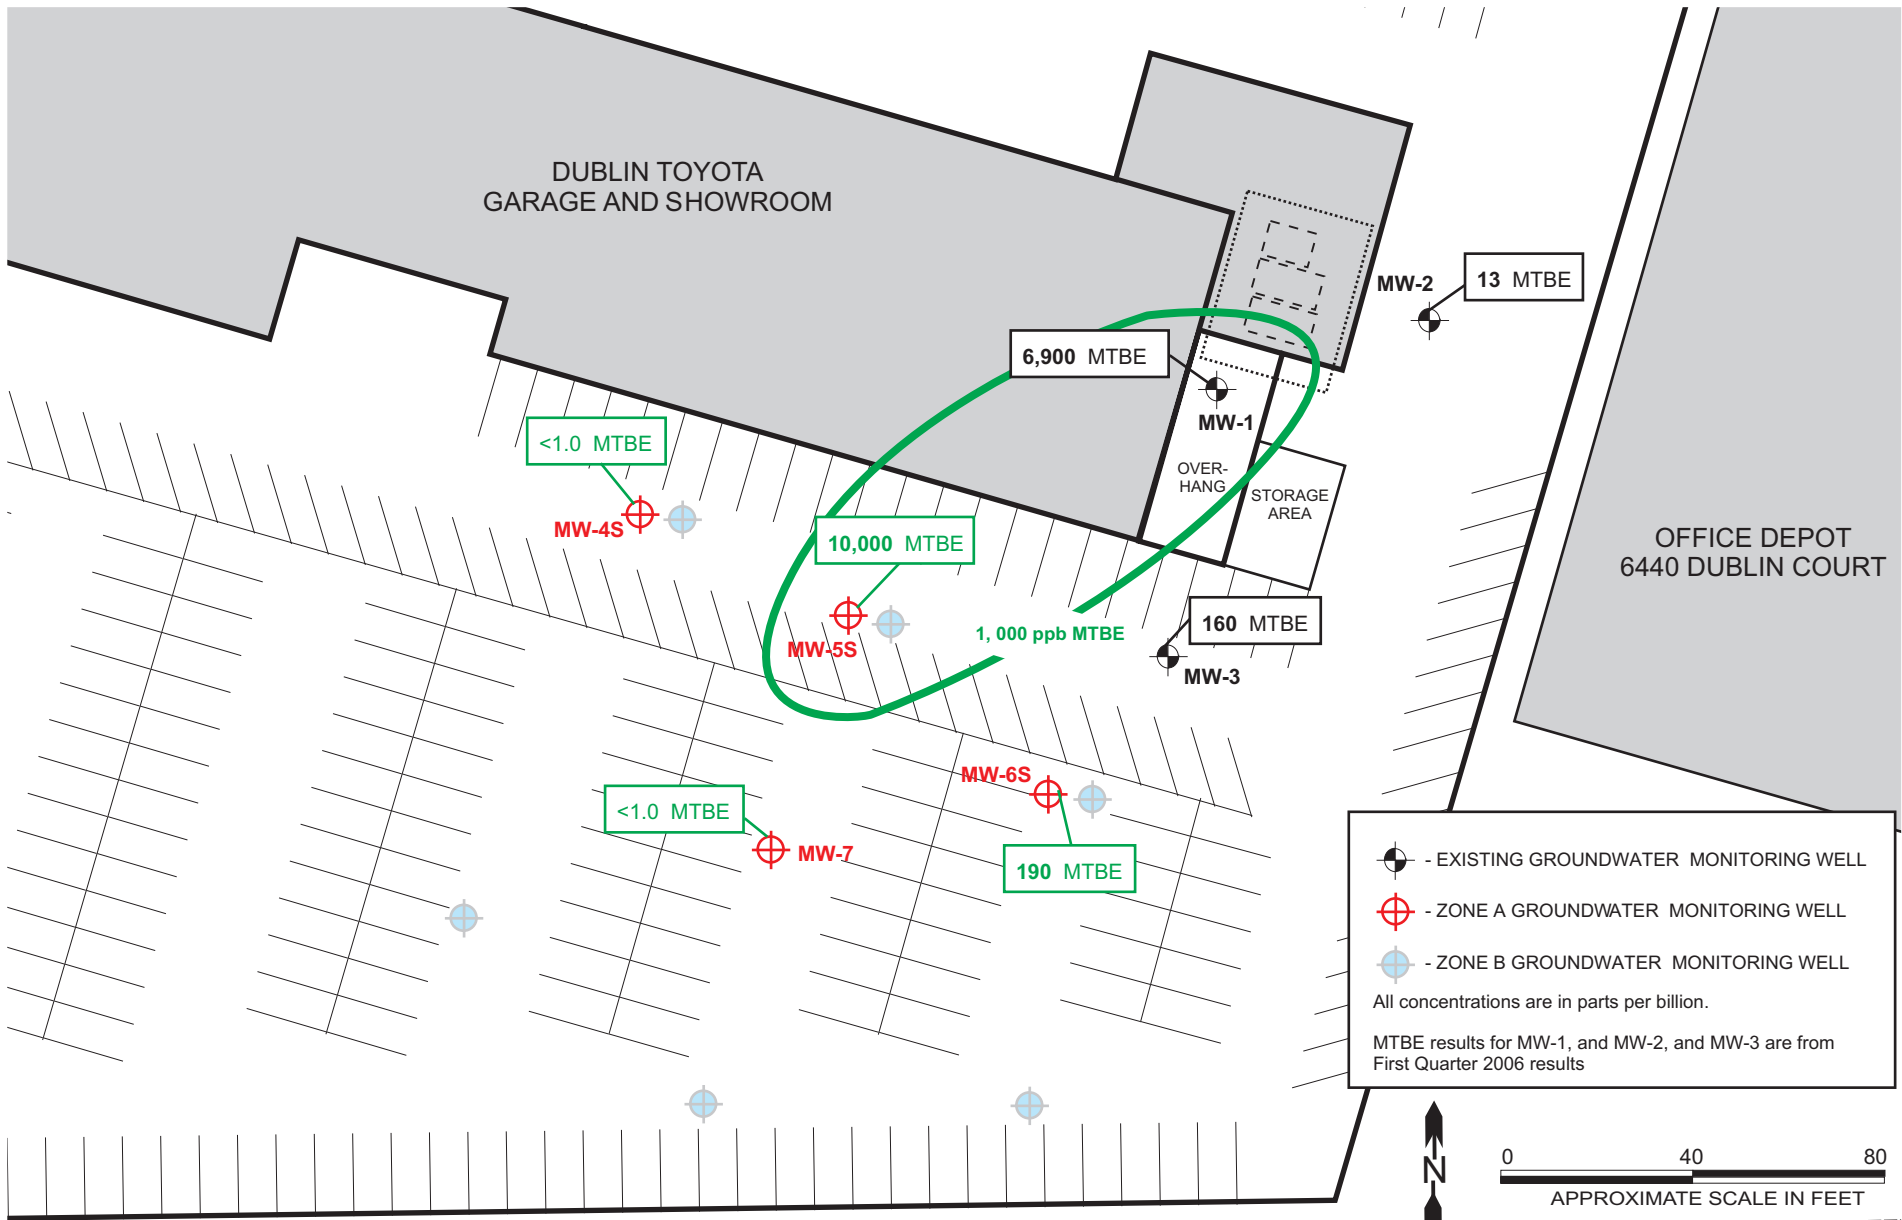 DUBLIN TOYOTA
GARAGE AND SHOWROOM
MW-2
13 MTBE
6,900 MTBE
MW-1
<1.0 MTBE
OVER-
HANG
STORAGE
AREA
MW-4S
10,000 MTBE
OFFICE DEPOT
6440 DUBLIN COURT
160 MTBE
1, 000 ppb MTBE
MW-5S
MW-3
MW-6S
<1.0 MTBE
MW-7
190 MTBE
- EXISTING GROUNDWATER MONITORING WELL
- ZONE A GROUNDWATER MONITORING WELL
- ZONE B GROUNDWATER MONITORING WELL
All concentrations are in parts per billion.
MTBE results for MW-1, and MW-2, and MW-3 are from
First Quarter 2006 results
N
0 40 80
APPROXIMATE SCALE IN FEET